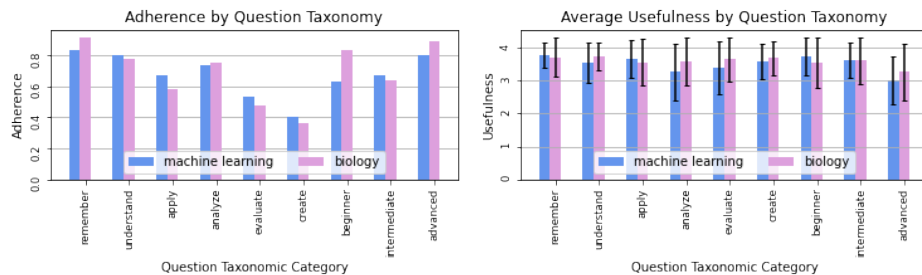 Adherence by Question Taxonomy
Adherence
0.8
0.6
0.4
0.2
0.0
machine learning
biology
remember
understand
apply
analyze
evaluate
create
beginner
intermediate
advanced
Question Taxonomic Category
Average Usefulness by Question Taxonomy
Usefulness
4
3
2
1
0
machine learning
biology
remember
understand
apply
analyze
evaluate
create
beginner
intermediate
advanced
Question Taxonomic Category